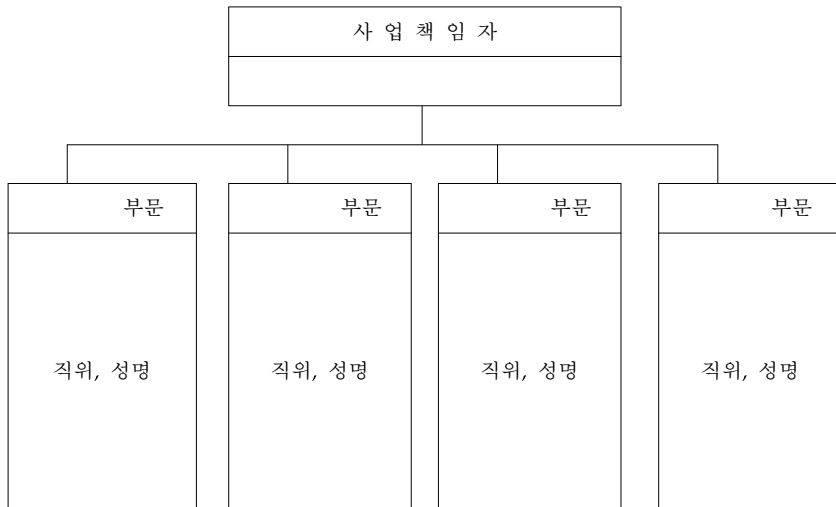 사 업 책 임 자
부문 부문 부문 부문
직위, 성명 직위, 성명 직위, 성명 직위, 성명